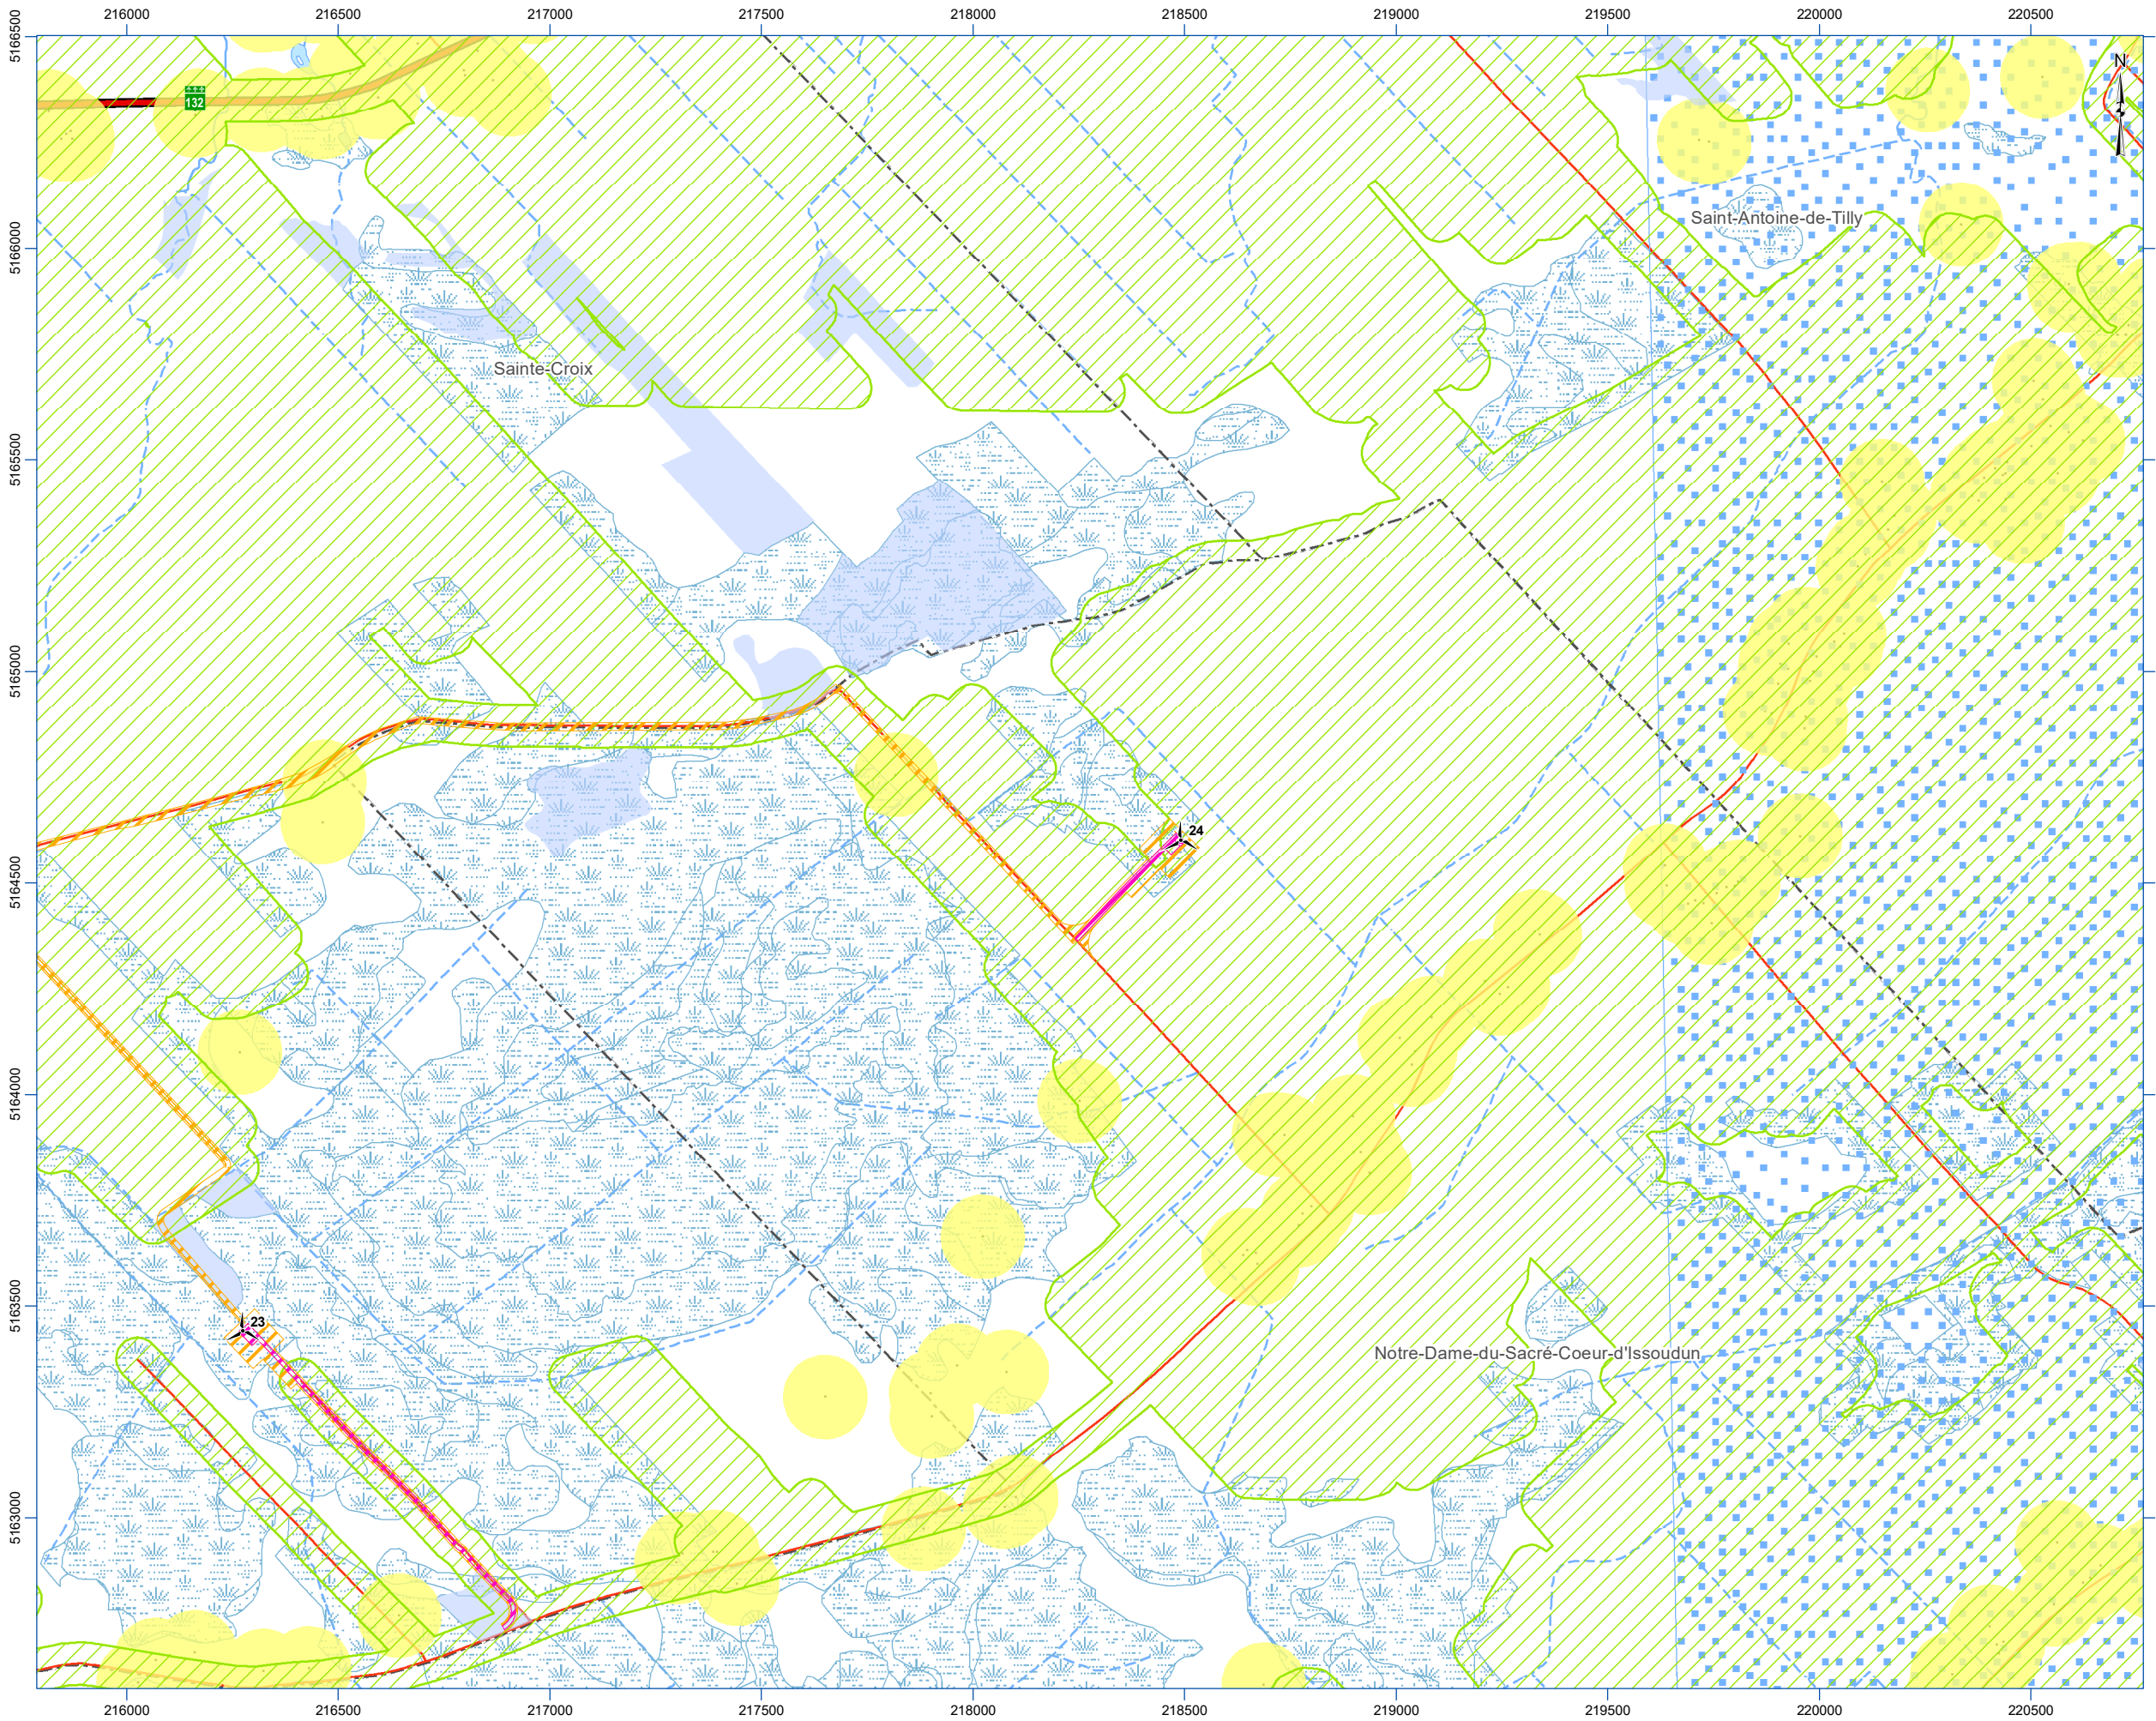 216000 216500 217000 217500 218000 218500 219000 219500 220000 220500
5166500
N
132
Saint-Antoine-de-Tilly
5166000
Sainte-Croix
5165500
5165000
24
5164500
5164000
5163500
23
Notre-Dame-du-Sacré-Coeur-d'Issoudun
5163000
216000 216500 217000 217500 218000 218500 219000 219500 220000 220500